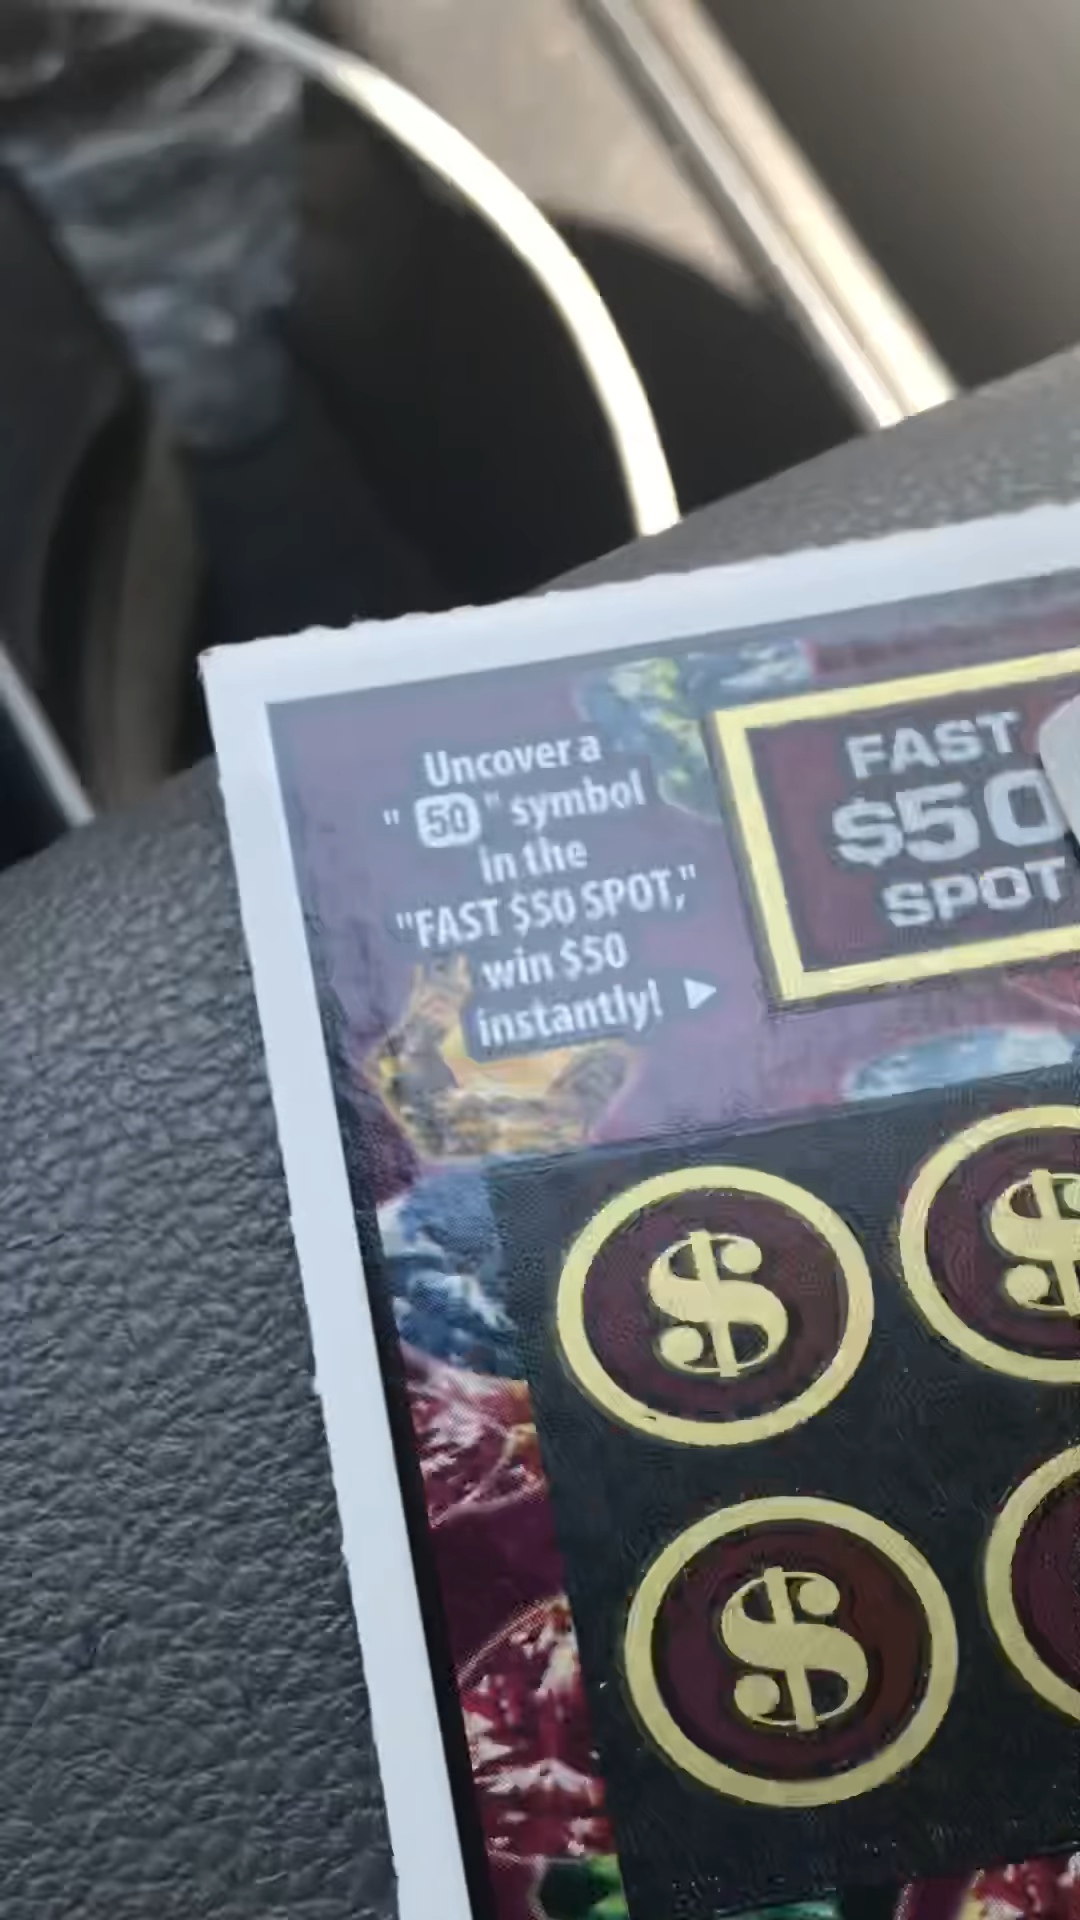 Uncover a
" 50 " symbol
in the
"FAST $50 SPOT,"
win $50
instantly! ▶
FAST
$50
SPOT
$ $
$